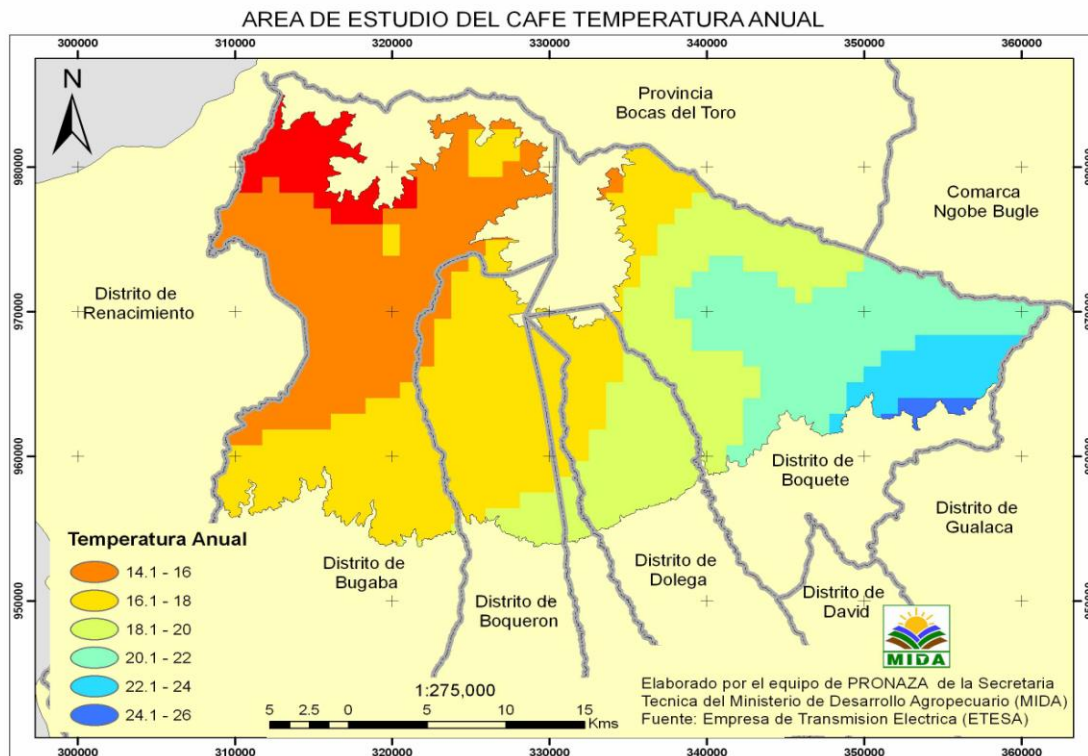 AREA DE ESTUDIO DEL CAFE TEMPERATURA ANUAL
300000 310000 320000 330000 340000 350000 360000
N
Provincia
Bocas del Toro
980000 980000
Comarca
Ngobe Bugle
Distrito de
Renacimiento
970000 970000
960000 960000
Distrito de
Boquete
Distrito de
Gualaca
Temperatura Anual
14.1 - 16
16.1 - 18
18.1 - 20
20.1 - 22
22.1 - 24
24.1 - 26
Distrito de
Bugaba
Distrito de
Boqueron
Distrito de
Dolega
Distrito de
David
950000 950000
MIDA
1:275,000
5 2.5 0 5 10 15
Kms
Elaborado por el equipo de PRONAZA de la Secretaria
Tecnica del Ministerio de Desarrollo Agropecuario (MIDA)
Fuente: Empresa de Transmision Electrica (ETESA)
300000 310000 320000 330000 340000 350000 360000